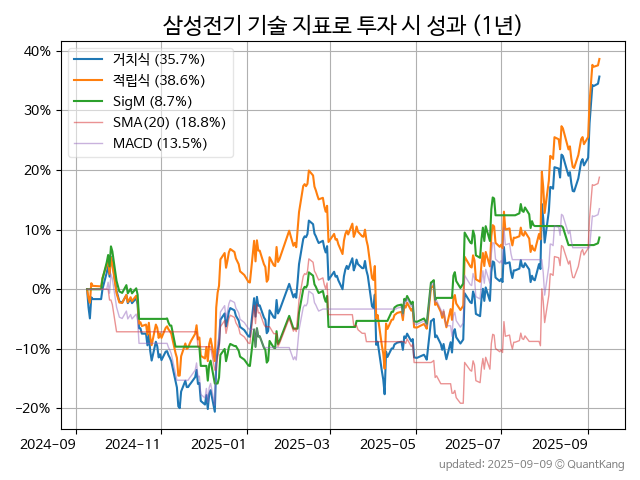 삼성전기 기술 지표로 투자 시 성과 (1년)
40%
30%
20%
10%
0%
−10%
−20%
거치식 (35.7%)
적립식 (38.6%)
SigM (8.7%)
SMA(20) (18.8%)
MACD (13.5%)
2024-09 2024-11 2025-01 2025-03 2025-05 2025-07 2025-09
updated: 2025-09-09 © QuantKang